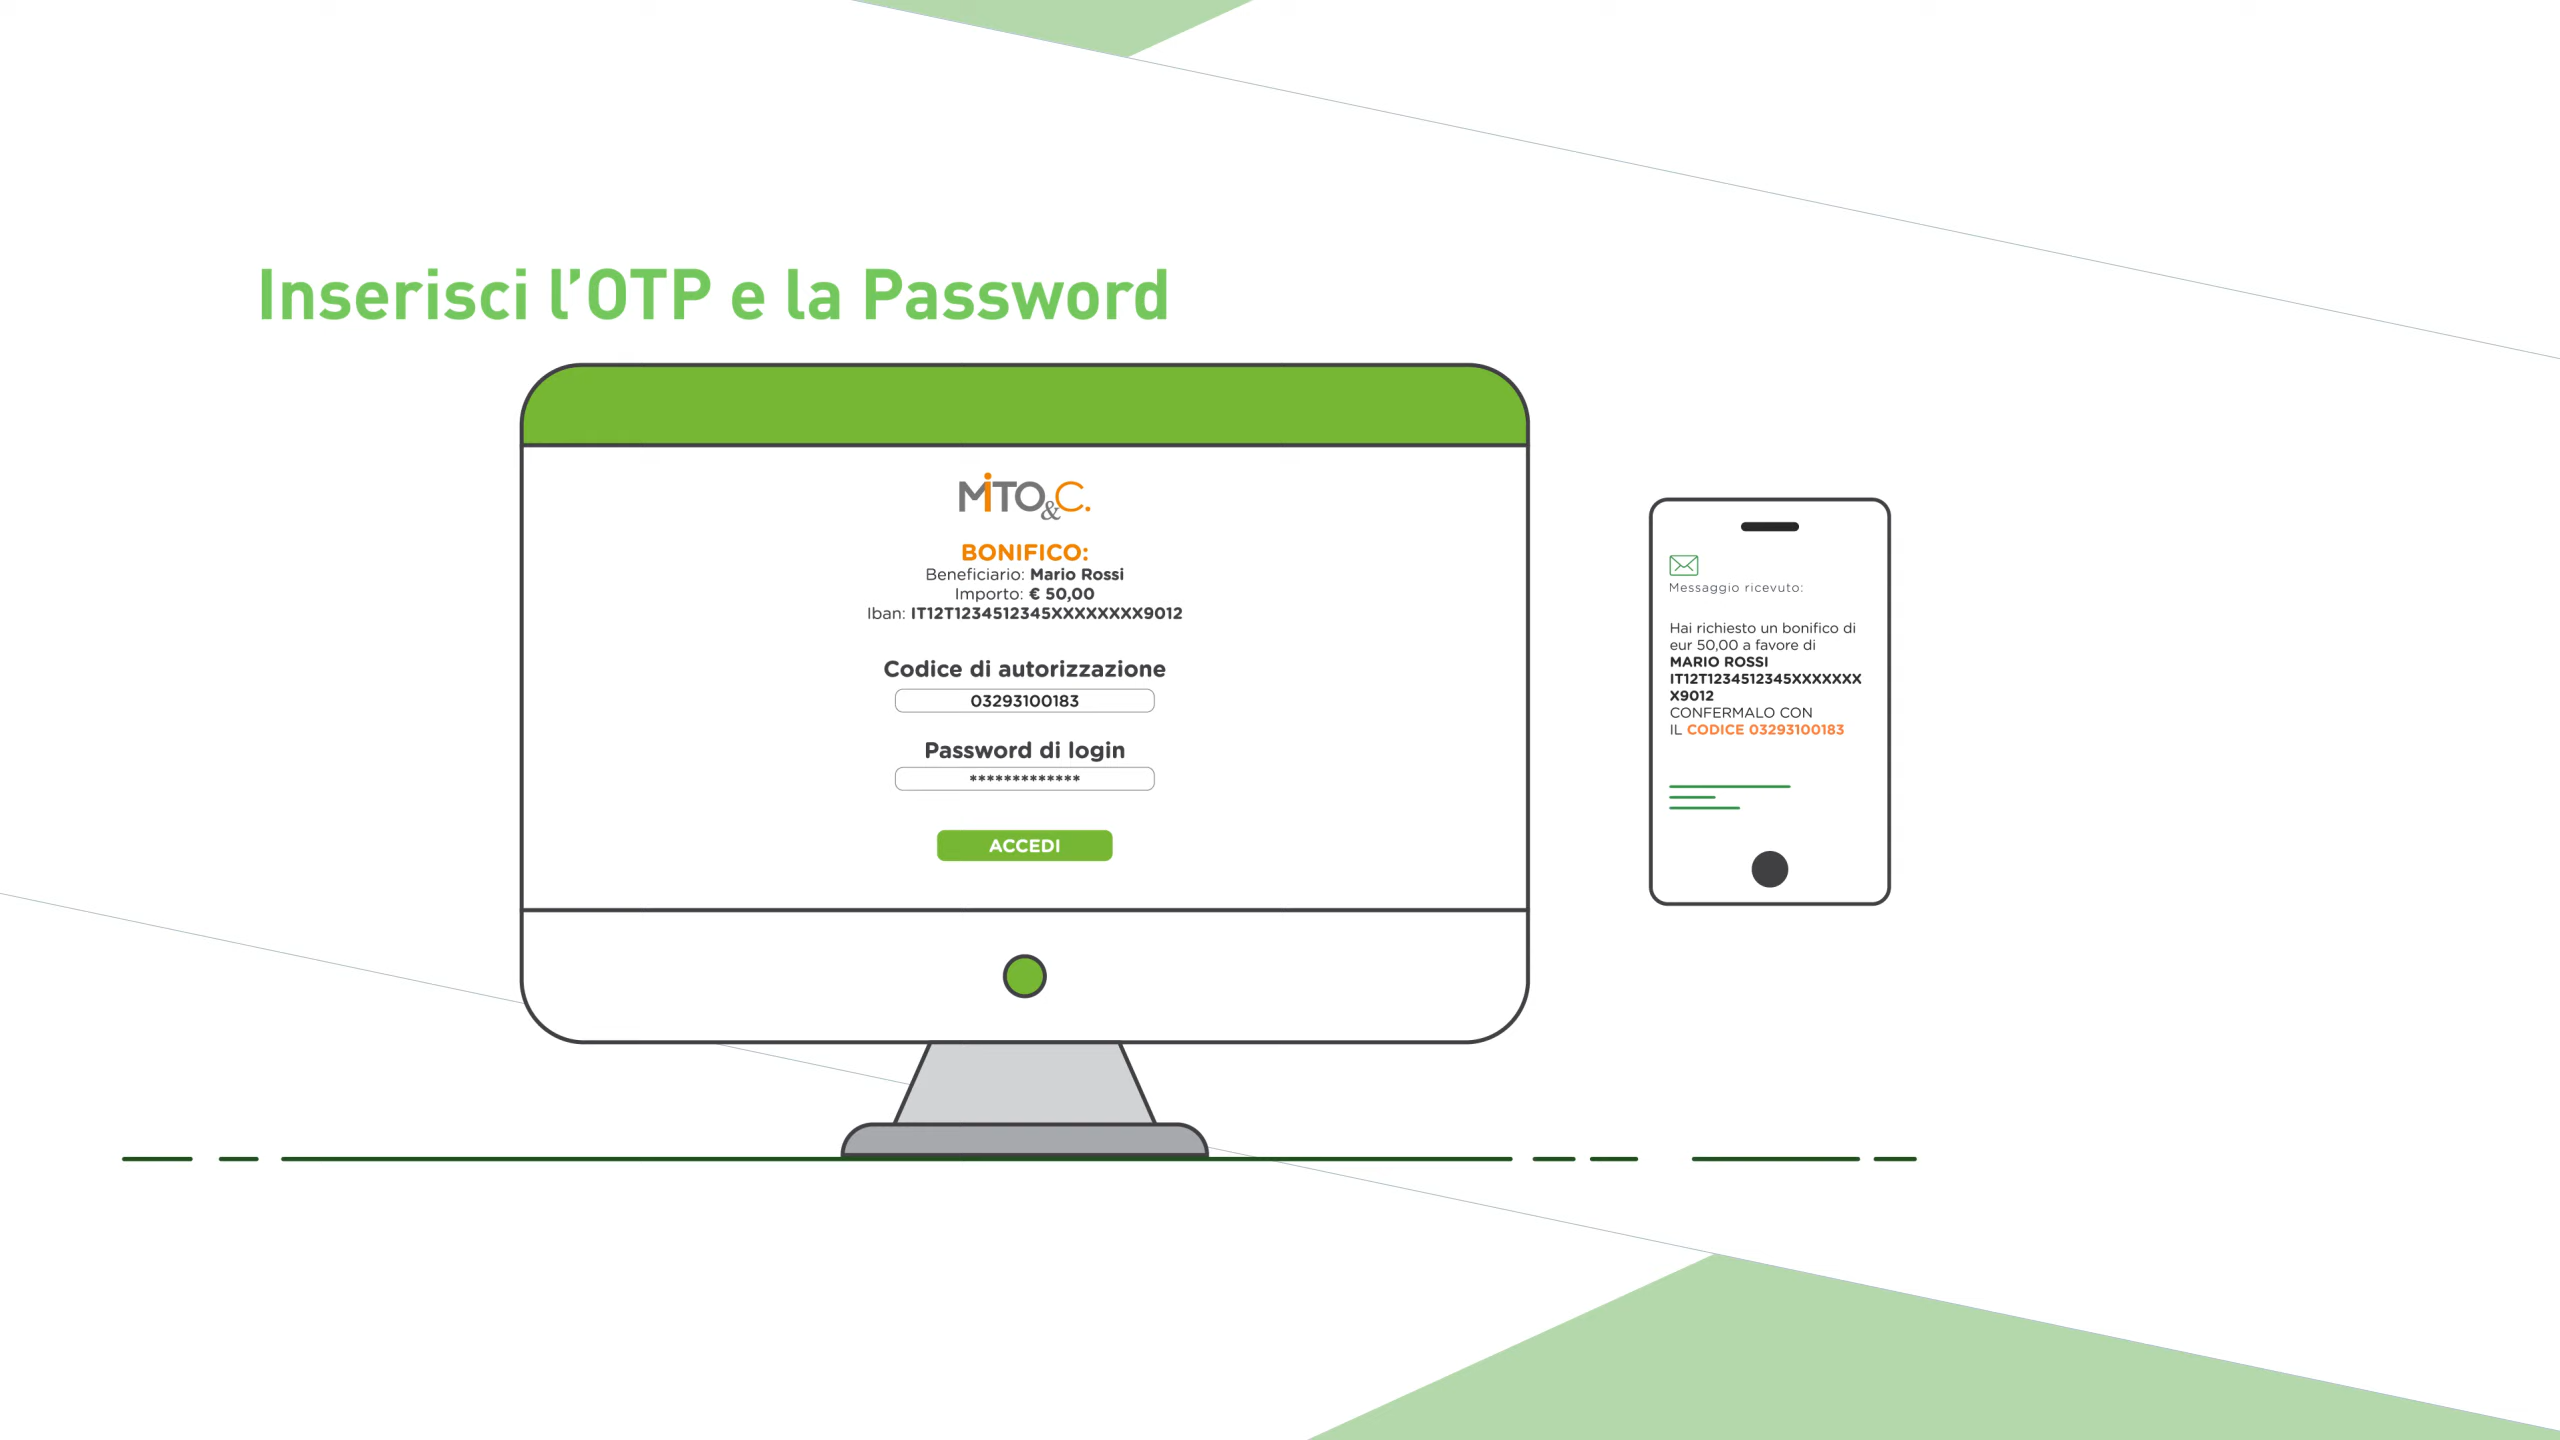 Inserisci l’OTP e la Password
MiTO&C.
BONIFICO:
Beneficiario: Mario Rossi
Importo: € 50,00
Iban: IT12T1234512345XXXXXXXX9012
Codice di autorizzazione
03293100183
Password di login
*************
ACCEDI
Messaggio ricevuto:
Hai richiesto un bonifico di
eur 50,00 a favore di
MARIO ROSSI
IT12T1234512345XXXXXXX
X9012
CONFERMALO CON
IL CODICE 03293100183